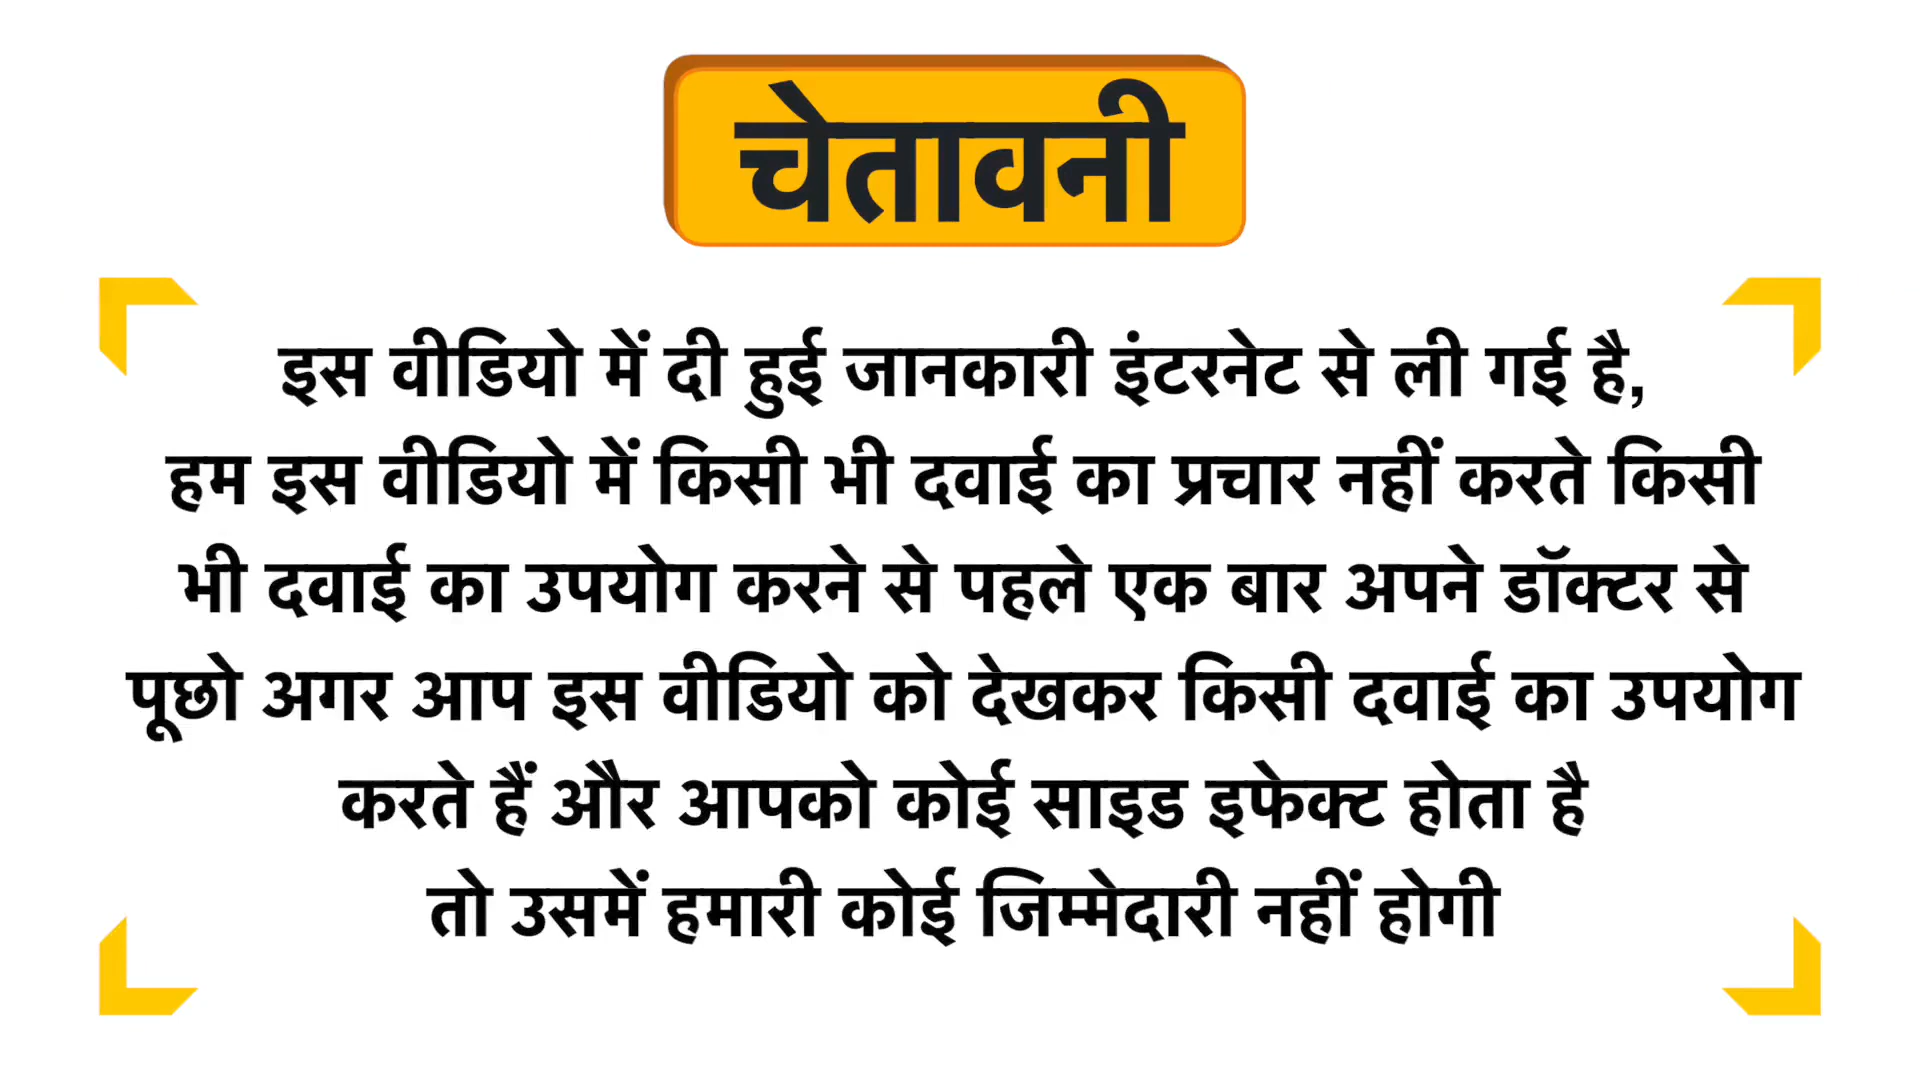 चेतावनी
इस वीडियो में दी हुई जानकारी इंटरनेट से ली गई है,
हम इस वीडियो में किसी भी दवाई का प्रचार नहीं करते किसी
भी दवाई का उपयोग करने से पहले एक बार अपने डॉक्टर से
पूछो अगर आप इस वीडियो को देखकर किसी दवाई का उपयोग
करते हैं और आपको कोई साइड इफेक्ट होता है
तो उसमें हमारी कोई जिम्मेदारी नहीं होगी